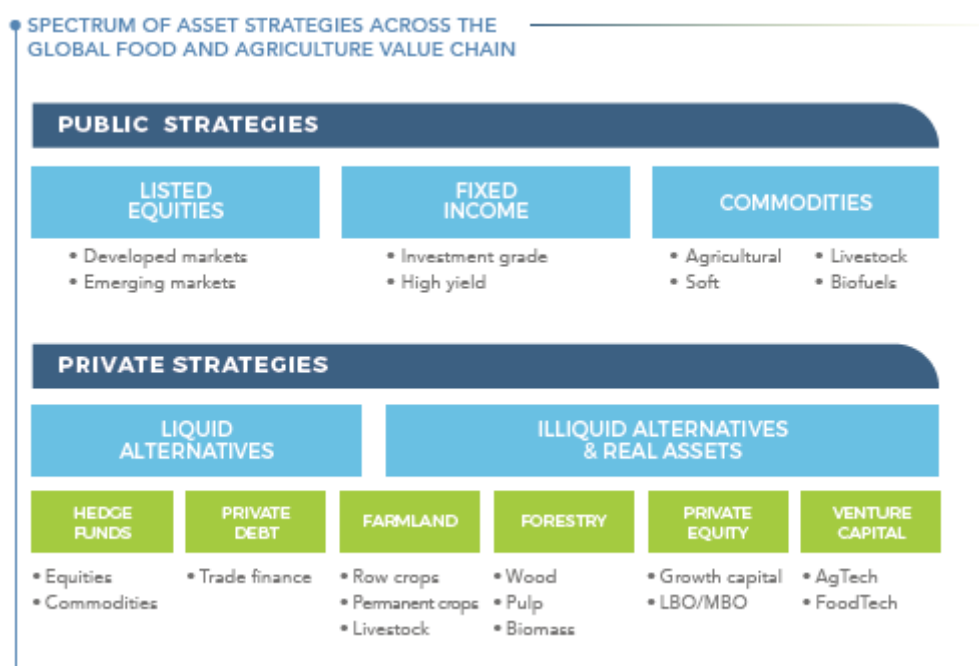 SPECTRUM OF ASSET STRATEGIES ACROSS THE
GLOBAL FOOD AND AGRICULTURE VALUE CHAIN
PUBLIC STRATEGIES
LISTED
EQUITIES
• Developed markets
• Emerging markets
FIXED
INCOME
• Investment grade
• High yield
COMMODITIES
• Agricultural
• Soft
• Livestock
• Biofuels
PRIVATE STRATEGIES
LIQUID
ALTERNATIVES
ILLIQUID ALTERNATIVES
& REAL ASSETS
HEDGE
FUNDS
• Equities
• Commodities
PRIVATE
DEBT
• Trade finance
FARMLAND
• Row crops
• Permanent crops
• Livestock
FORESTRY
• Wood
• Pulp
• Biomass
PRIVATE
EQUITY
• Growth capital
• LBO/MBO
VENTURE
CAPITAL
• AgTech
• FoodTech